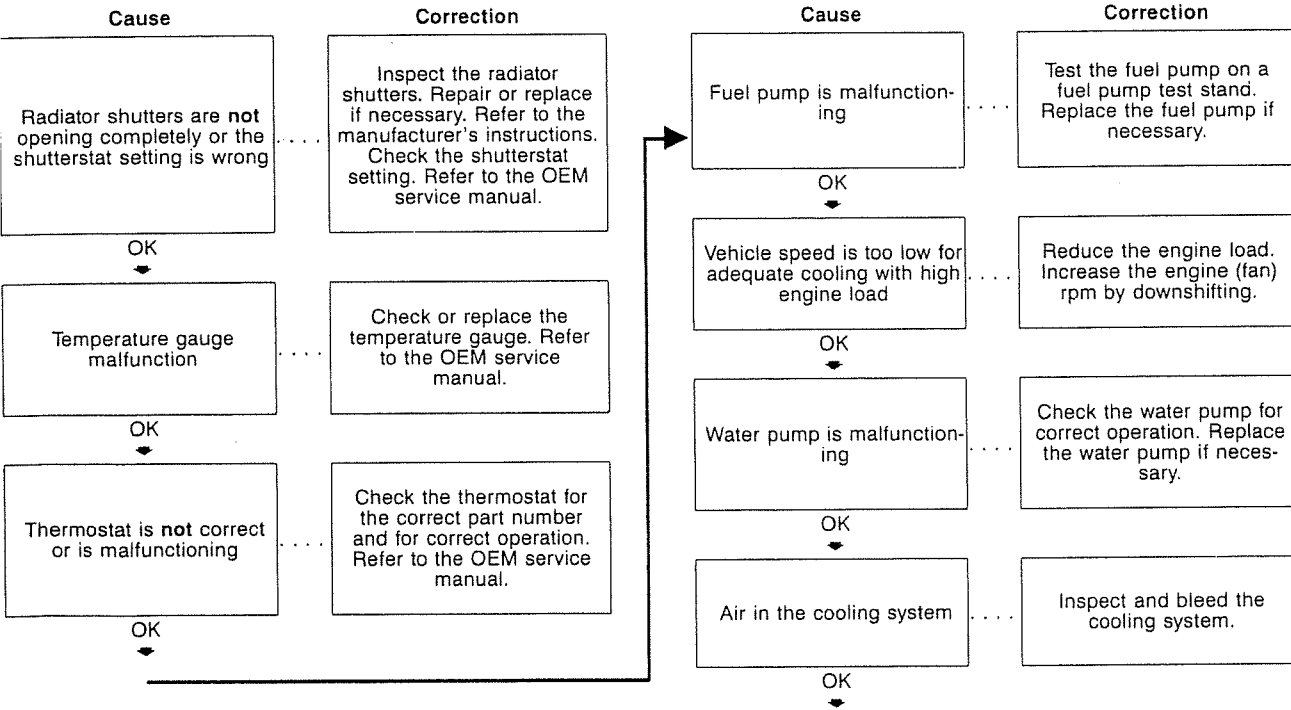 Cause
Correction
Radiator shutters are not
opening completely or the
shutterstat setting is wrong
Inspect the radiator
shutters. Repair or replace
if necessary. Refer to the
manufacturer's instructions.
Check the shutterstat
setting. Refer to the OEM
service manual.
OK
Temperature gauge
malfunction
Check or replace the
temperature gauge. Refer
to the OEM service
manual.
OK
Thermostat is not correct
or is malfunctioning
Check the thermostat for
the correct part number
and for correct operation.
Refer to the OEM service
manual.
OK
Cause
Correction
Fuel pump is malfunction-
ing
Test the fuel pump on a
fuel pump test stand.
Replace the fuel pump if
necessary.
OK
Vehicle speed is too low for
adequate cooling with high
engine load
Reduce the engine load.
Increase the engine (fan)
rpm by downshifting.
OK
Water pump is malfunction-
ing
Check the water pump for
correct operation. Replace
the water pump if neces-
sary.
OK
Air in the cooling system
Inspect and bleed the
cooling system.
OK